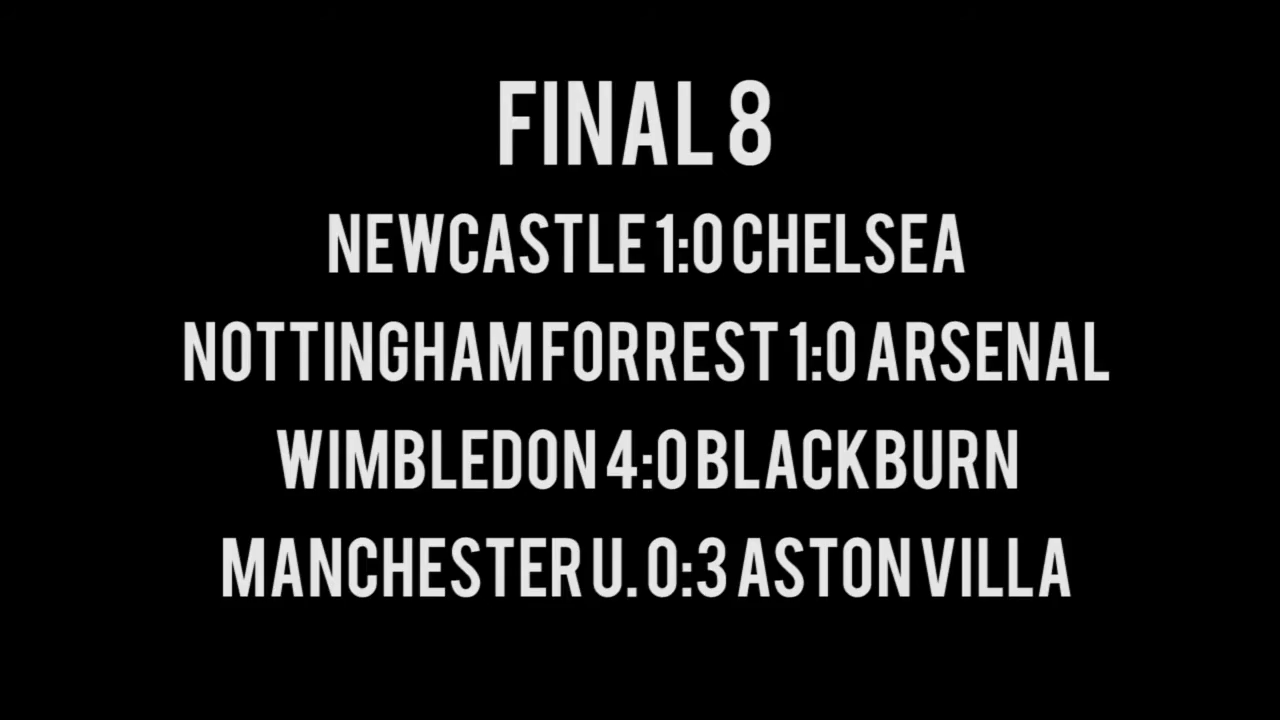 FINAL 8
NEWCASTLE 1:0 CHELSEA
NOTTINGHAM FORREST 1:0 ARSENAL
WIMBLEDON 4:0 BLACKBURN
MANCHESTER U. 0:3 ASTON VILLA